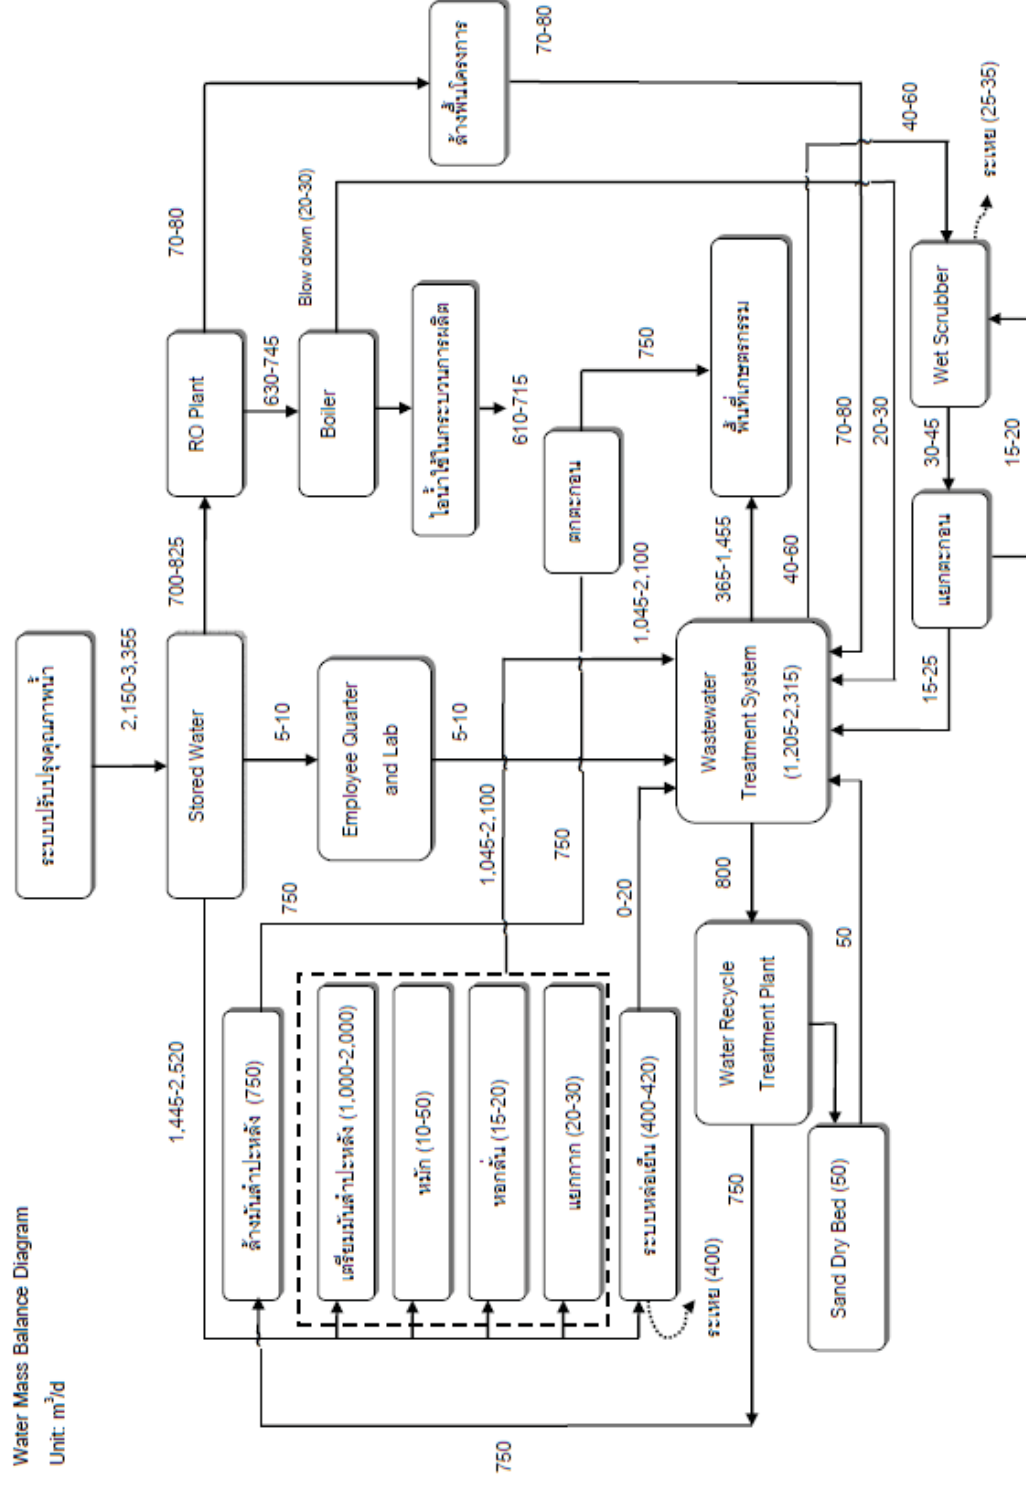 Water Mass Balance Diagram
Unit: m³/d
ระบบปรับปรุงคุณภาพน้ำ
2,150-3,355
Stored Water
1,445-2,520
700-825
5-10
RO Plant
70-80
630-745
Boiler
Blow down (20-30)
ไอน้ำใช้ในกระบวนการผลิต
610-715
ล้างพื้นโครงการ
70-80
Employee Quarter
and Lab
5-10
ล้างมันสำปะหลัง (750)
750
เตรียมมันสำปะหลัง (1,000-2,000)
หมัก (10-50)
หอกลั่น (15-20)
แยกกาก (20-30)
1,045-2,100
750
ระบบหล่อเย็น (400-420)
ระเหย (400)
0-20
ตกตะกอน
750
1,045-2,100
พื้นที่เกษตรกรรม
365-1,455
40-60
Wastewater
Treatment System
(1,205-2,315)
800
Water Recycle
Treatment Plant
750
750
Sand Dry Bed (50)
50
70-80
20-30
40-60
ระเหย (25-35)
Wet Scrubber
30-45
แยกตะกอน
15-25
15-20